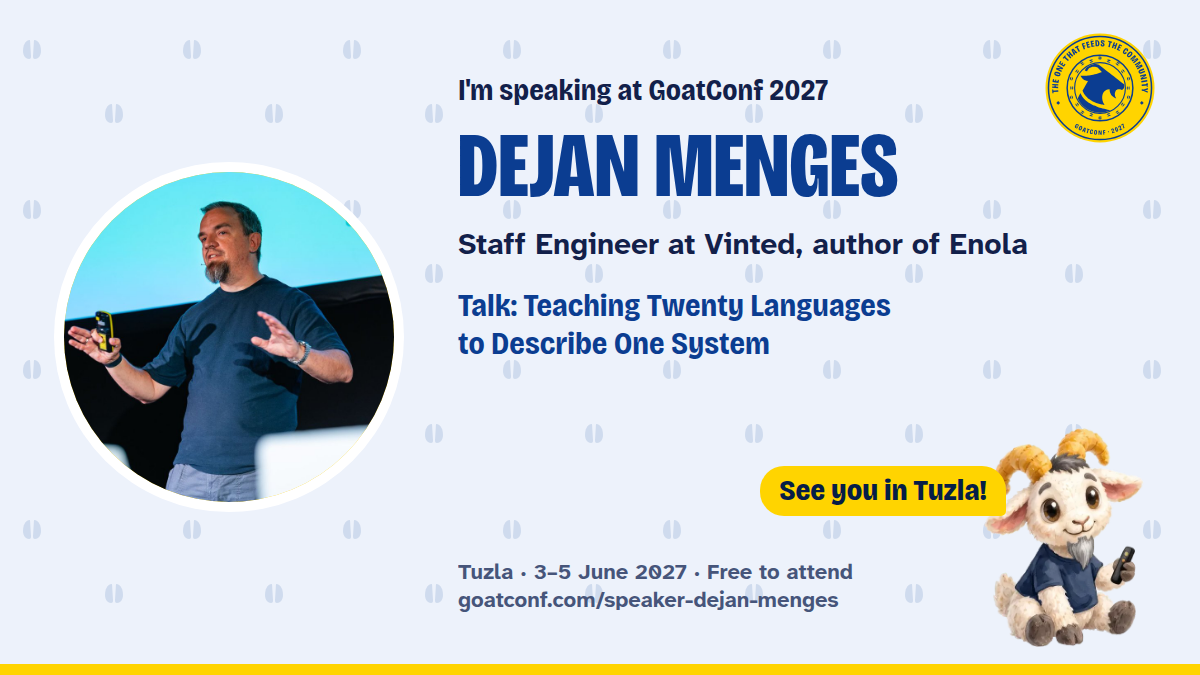 I'm speaking at GoatConf 2027
DEJAN MENGES
Staff Engineer at Vinted, author of Enola
Talk: Teaching Twenty Languages
to Describe One System
See you in Tuzla!
Tuzla · 3–5 June 2027 · Free to attend
goatconf.com/speaker-dejan-menges
THE ONE THAT FEEDS THE COMMUNITY
GOATCONF · 2027